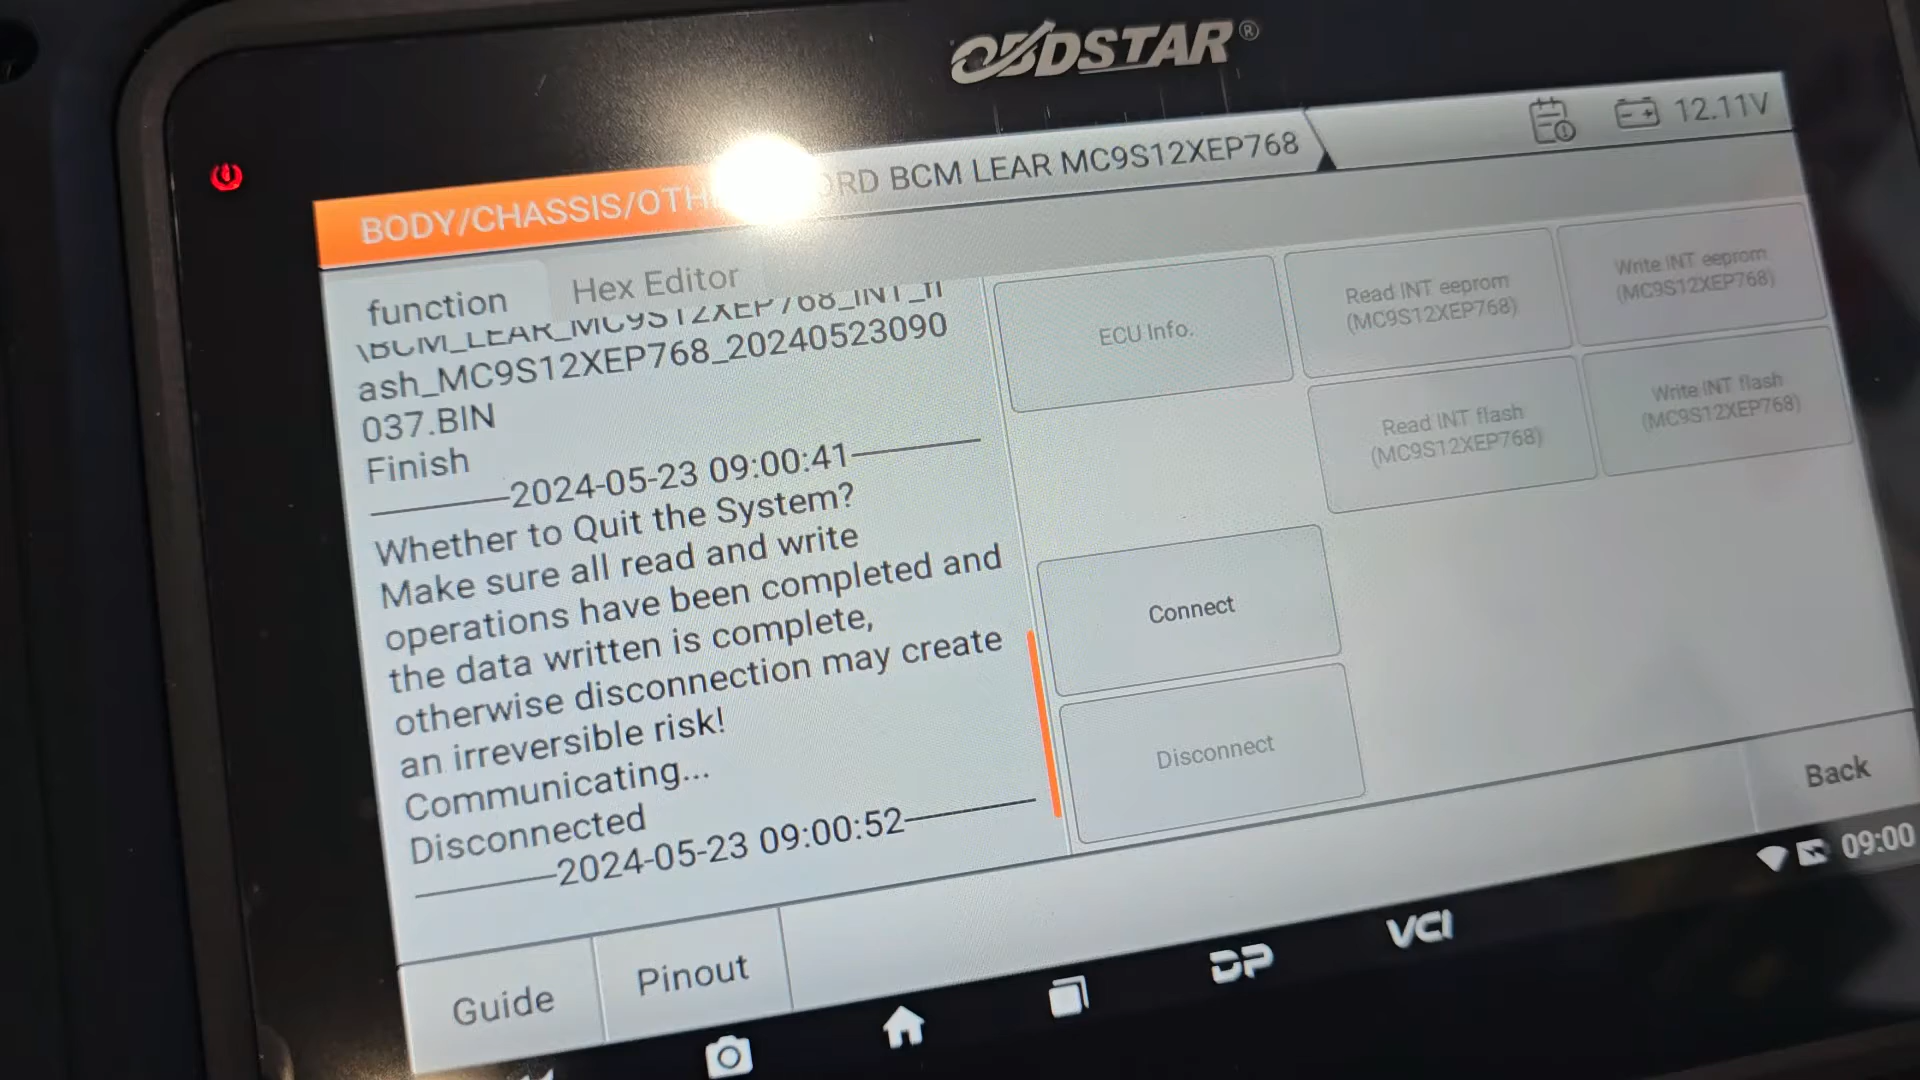 OBDSTAR®
12.11V
BODY/CHASSIS/OTH
ORD BCM LEAR MC9S12XEP768
function
Hex Editor
\BCM_LEAR_MC9S12XEP768_INT_fl
ash_MC9S12XEP768_20240523090
037.BIN
Finish
2024-05-23 09:00:41
Whether to Quit the System?
Make sure all read and write
operations have been completed and
the data written is complete,
otherwise disconnection may create
an irreversible risk!
Communicating...
Disconnected
2024-05-23 09:00:52
ECU Info.
Read INT eeprom
(MC9S12XEP768)
Write INT eeprom
(MC9S12XEP768)
Read INT flash
(MC9S12XEP768)
Write INT flash
(MC9S12XEP768)
Connect
Disconnect
Back
Guide
Pinout
09:00
DP
VCI